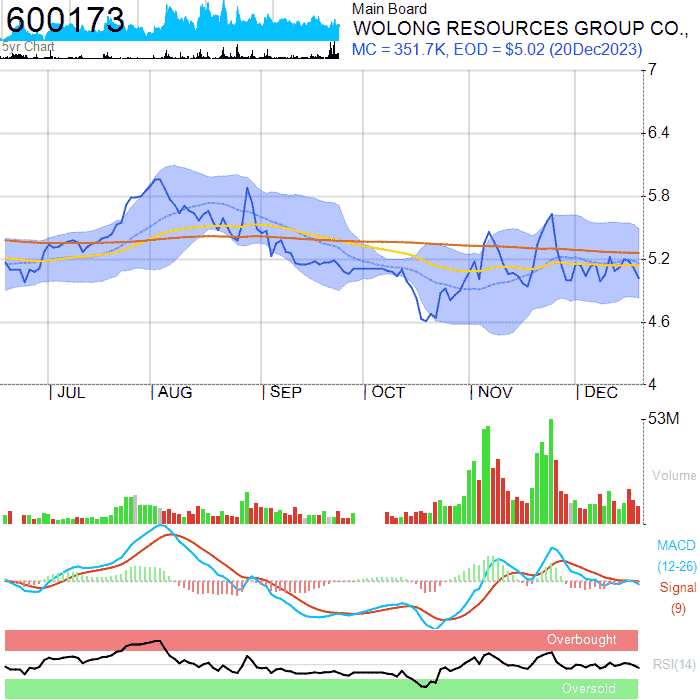 600173
5yr Chart
Main Board
WOLONG RESOURCES GROUP CO.,
MC = 351.7K, EOD = $5.02 (20Dec2023)
7
6.4
5.8
5.2
4.6
4
JUL AUG SEP OCT NOV DEC
53M
Volume
MACD
(12-26)
Signal
(9)
Overbought
RSI(14)
Oversold